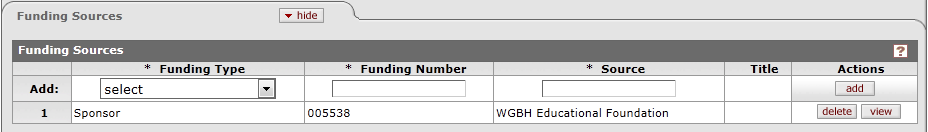 Funding Sources hide
Funding Sources ?
* Funding Type * Funding Number * Source Title Actions
Add: select add
1 Sponsor 005538 WGBH Educational Foundation delete view